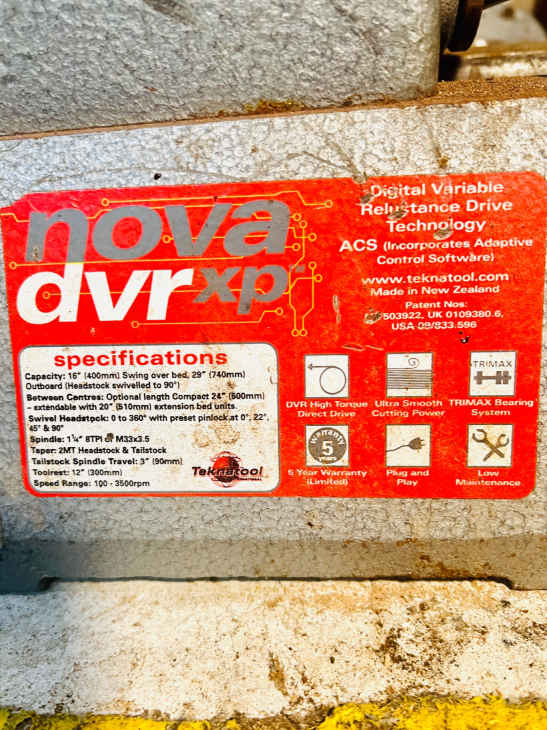 nova
dvr xp™
Digital Variable
Reluctance Drive
Technology
ACS (Incorporates Adaptive
Control Software)
www.teknatool.com
Made in New Zealand
Patent Nos:
503922, UK 0109380.6,
USA 09/833.596
specifications
Capacity: 16" (400mm) Swing over bed, 29" (740mm)
Outboard (Headstock swivelled to 90°)
Between Centres: Optional length Compact 24" (600mm)
- extendable with 20" (510mm) extension bed units.
Swivel Headstock: 0 to 360° with preset pinlock at 0°, 22°,
45° & 90°
Spindle: 1¼" 8TPI or M33x3.5
Taper: 2MT Headstock & Tailstock
Tailstock Spindle Travel: 3" (90mm)
Toolrest: 12" (300mm)
Speed Range: 100 - 3500rpm
Teknatool
DVR High Torque
Direct Drive
Ultra Smooth
Cutting Power
TRIMAX
TRIMAX Bearing
System
warranty
5
years
5 Year Warranty
(Limited)
Plug and
Play
Low
Maintenance